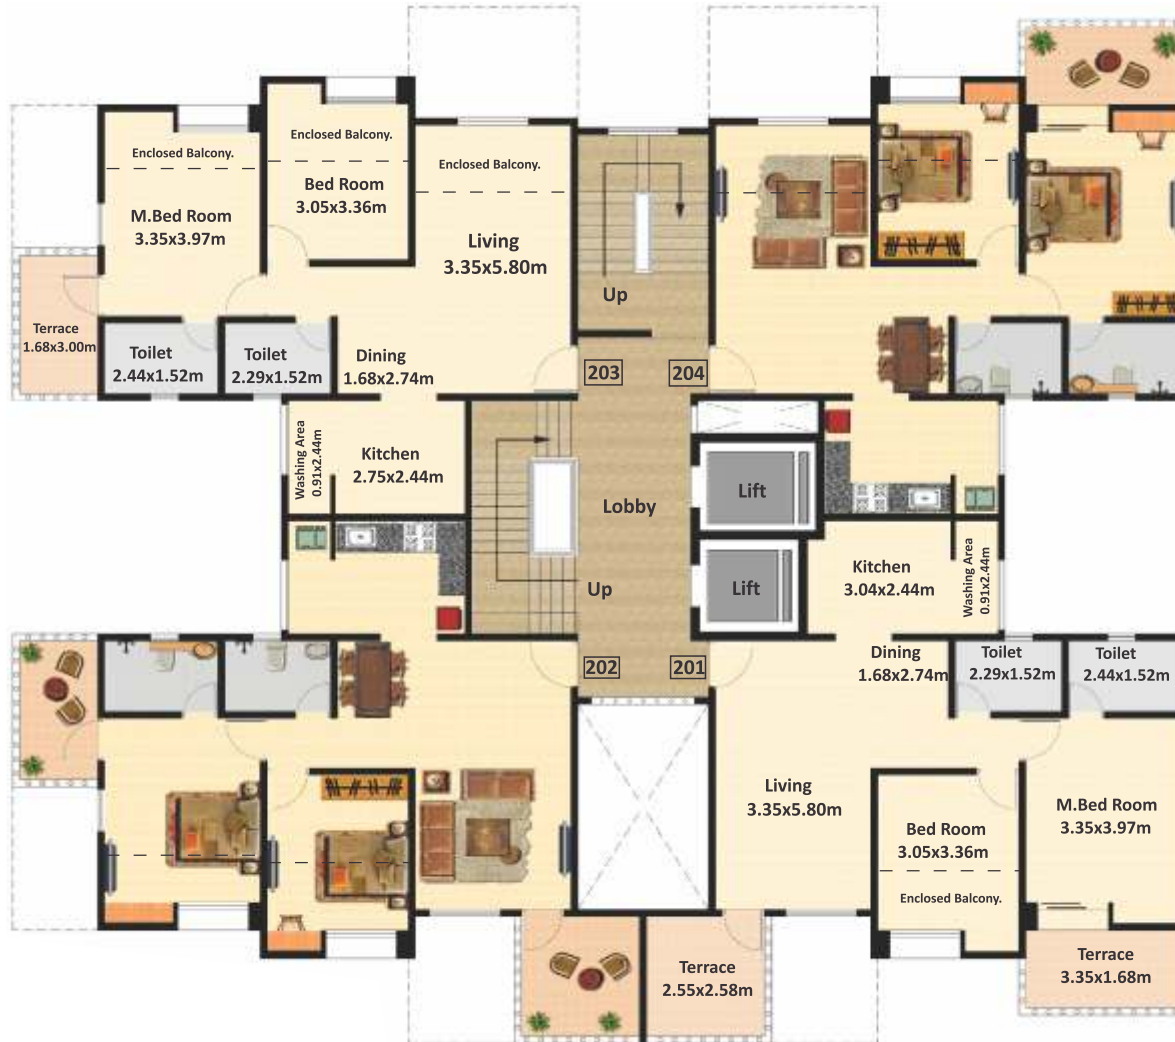 Enclosed Balcony.
M.Bed Room
3.35x3.97m
Enclosed Balcony.
Bed Room
3.05x3.36m
Enclosed Balcony.
Living
3.35x5.80m
Up
Terrace
1.68x3.00m
Toilet
2.44x1.52m
Toilet
2.29x1.52m
Dining
1.68x2.74m
203
204
Washing Area
0.91x2.44m
Kitchen
2.75x2.44m
Lobby
Lift
Lift
Up
Kitchen
3.04x2.44m
Washing Area
0.91x2.44m
202
201
Dining
1.68x2.74m
Toilet
2.29x1.52m
Toilet
2.44x1.52m
Living
3.35x5.80m
Bed Room
3.05x3.36m
Enclosed Balcony.
M.Bed Room
3.35x3.97m
Terrace
2.55x2.58m
Terrace
3.35x1.68m